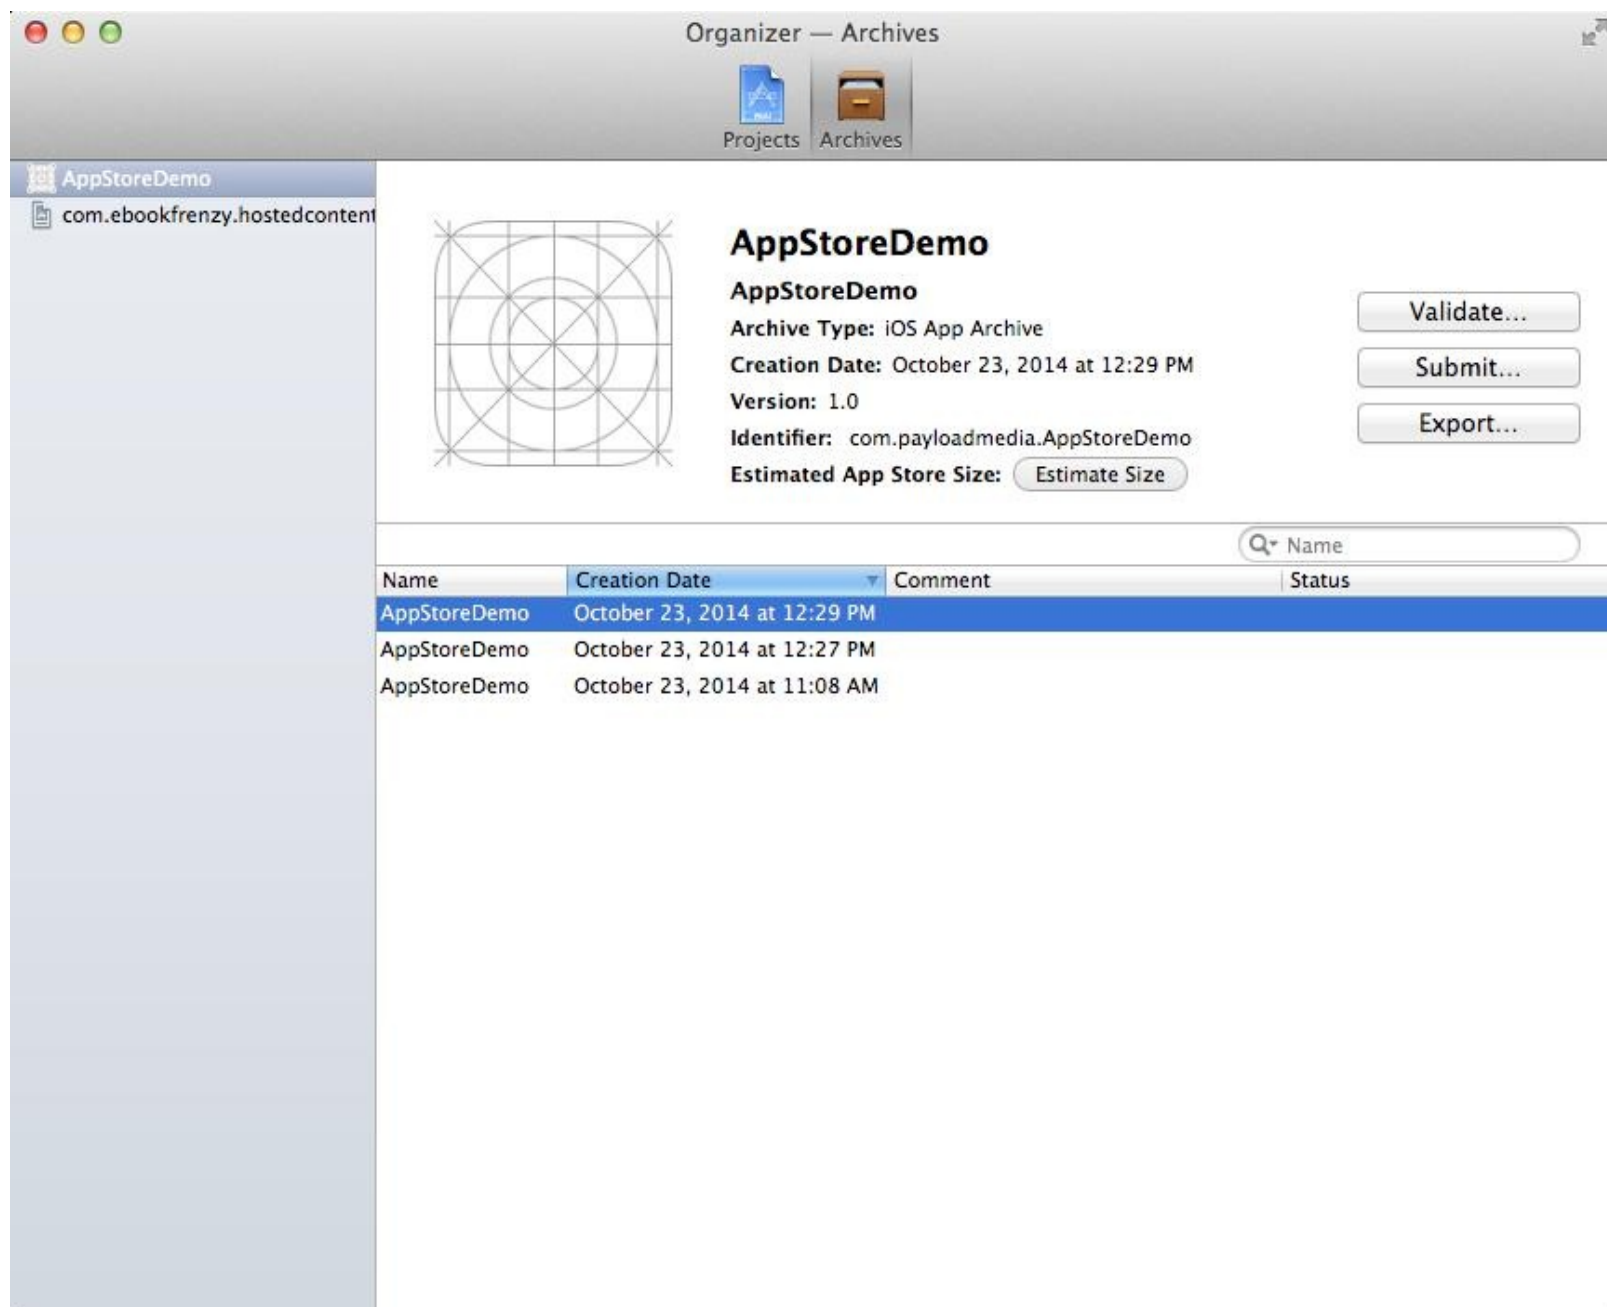 Organizer — Archives
Projects Archives
AppStoreDemo
com.ebookfrenzy.hostedcontent
AppStoreDemo
AppStoreDemo
Archive Type: iOS App Archive
Creation Date: October 23, 2014 at 12:29 PM
Version: 1.0
Identifier: com.payloadmedia.AppStoreDemo
Estimated App Store Size: Estimate Size
Validate...
Submit...
Export...
Name
Name Creation Date Comment Status
AppStoreDemo October 23, 2014 at 12:29 PM
AppStoreDemo October 23, 2014 at 12:27 PM
AppStoreDemo October 23, 2014 at 11:08 AM